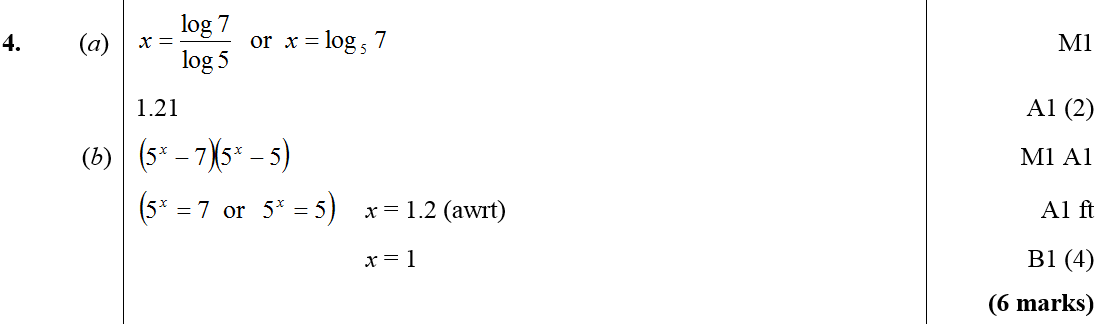 4. (a) x = log 7 / log 5 or x = log₅ 7 M1
1.21 A1 (2)
(b) (5ˣ – 7)(5ˣ – 5) M1 A1
(5ˣ = 7 or 5ˣ = 5) x = 1.2 (awrt) A1 ft
x = 1 B1 (4)
(6 marks)